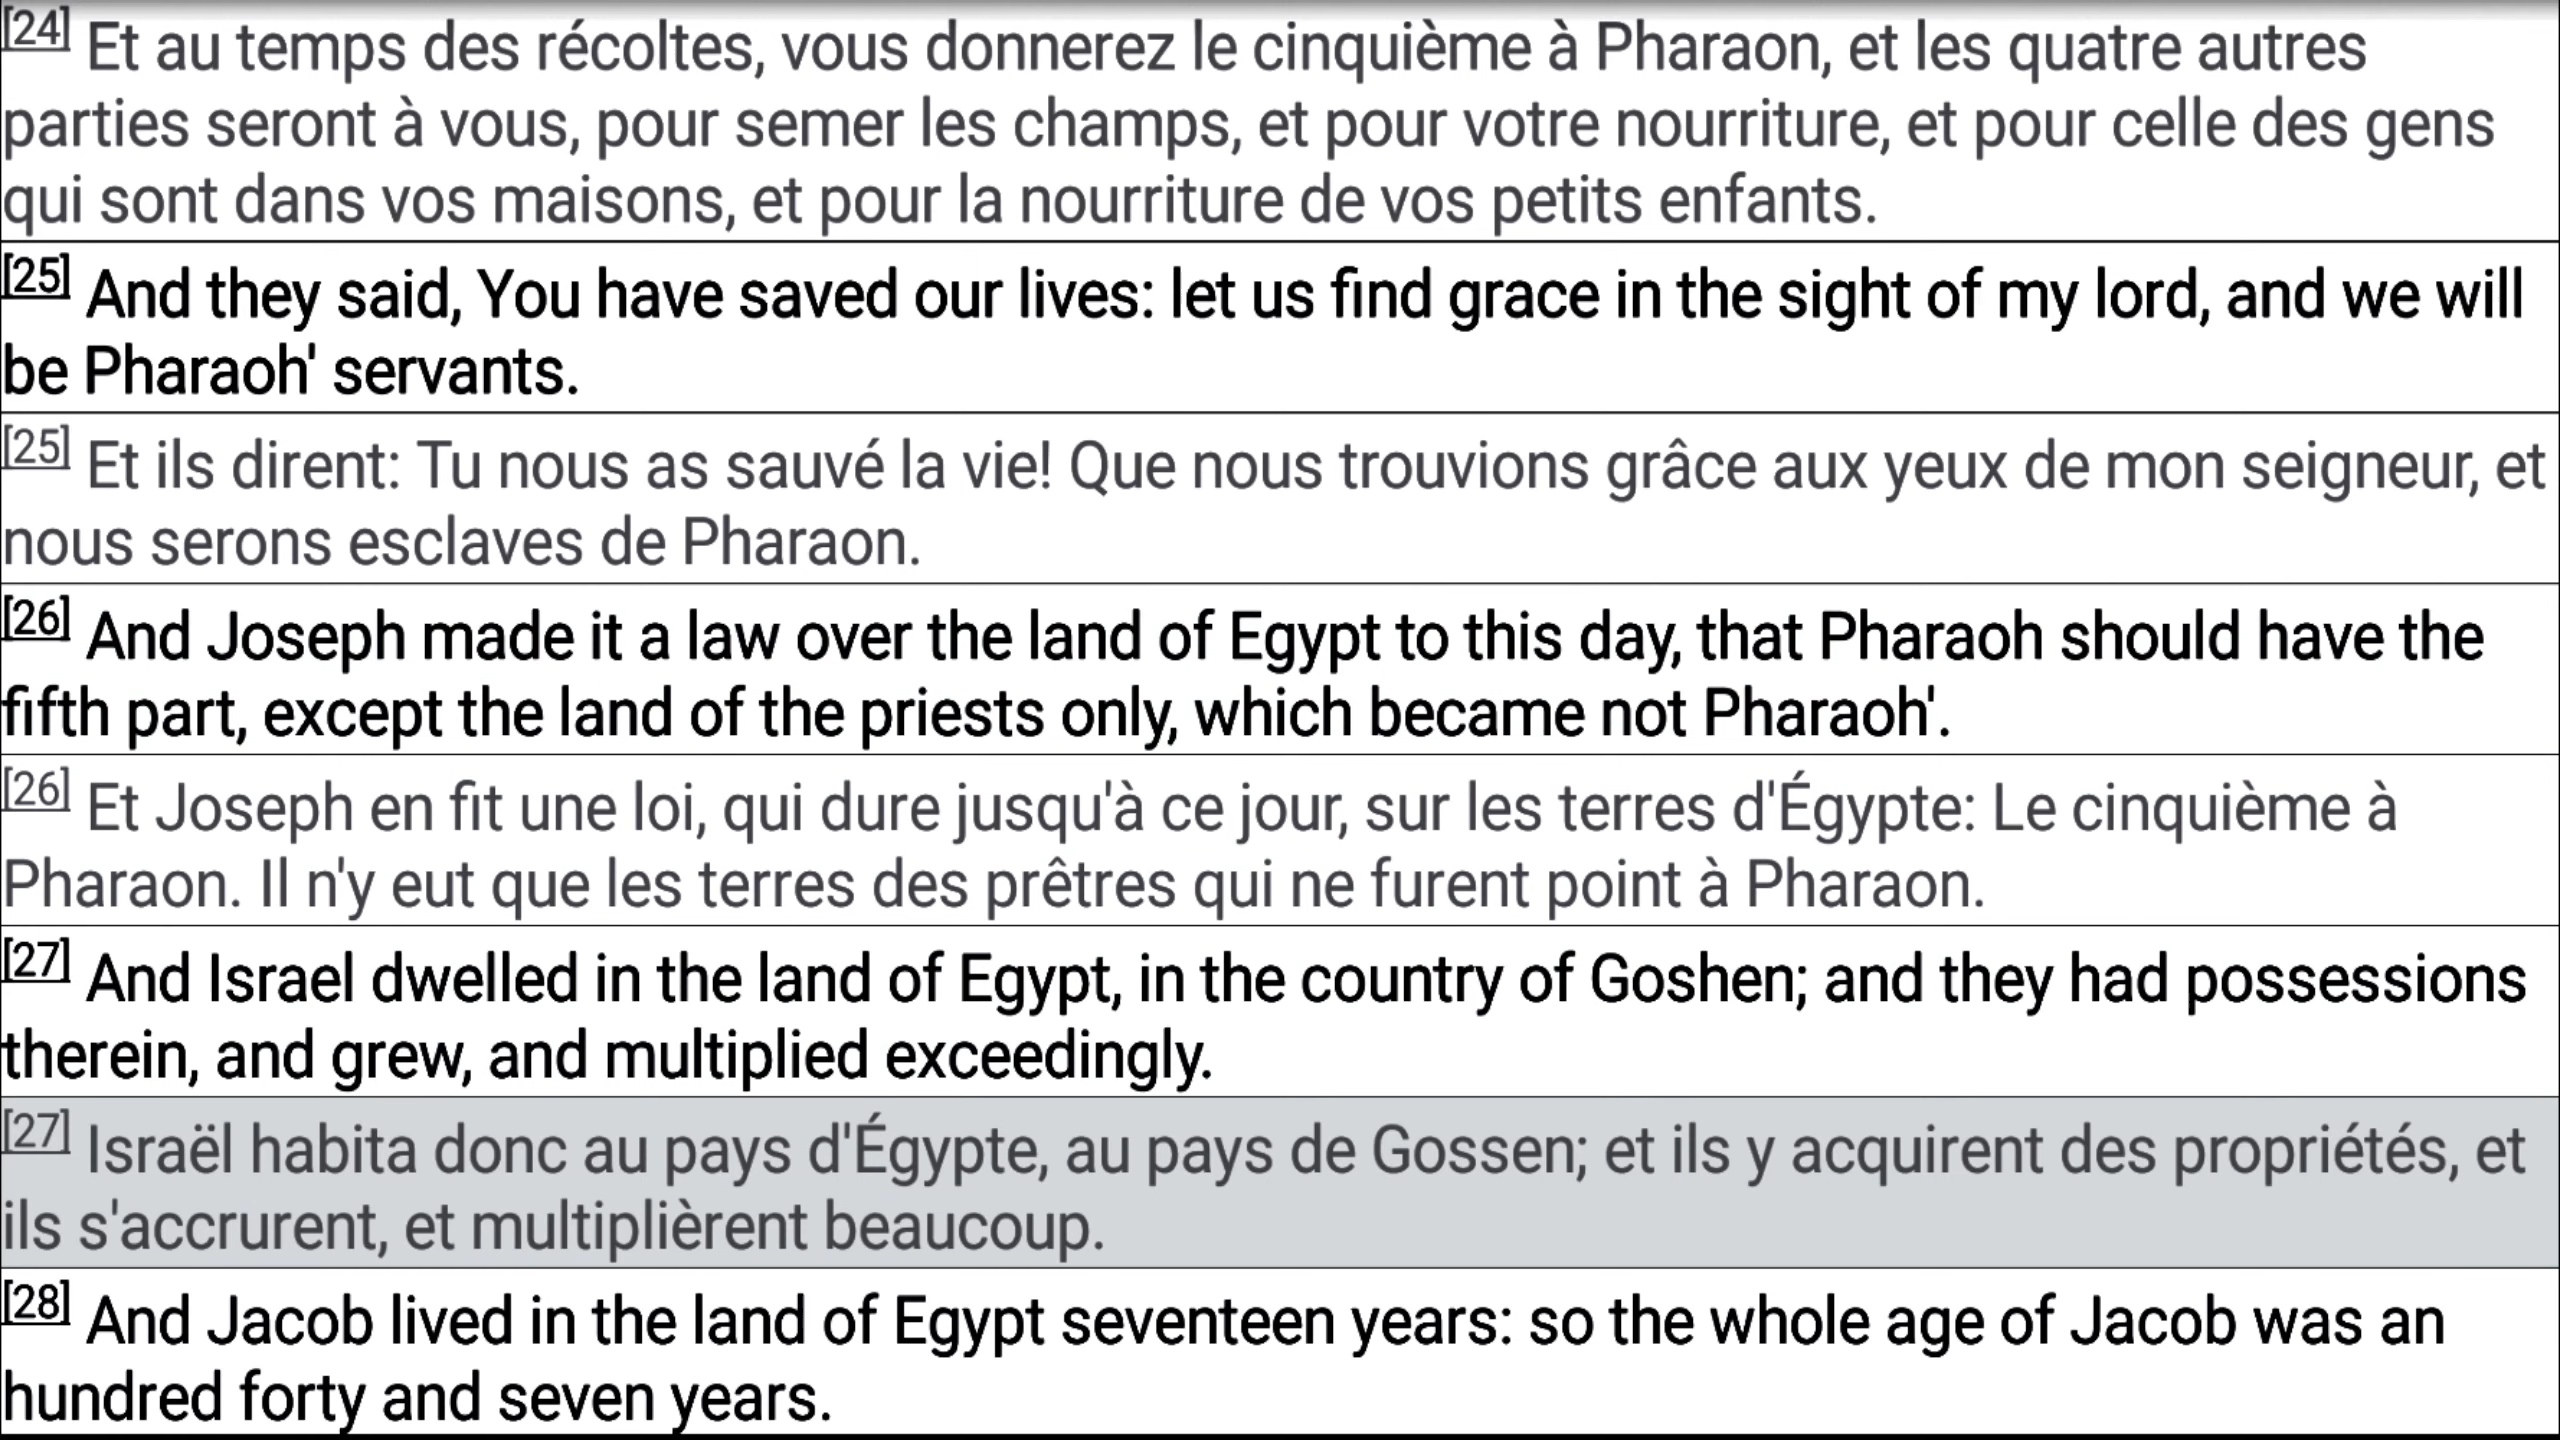 [24] Et au temps des récoltes, vous donnerez le cinquième à Pharaon, et les quatre autres
parties seront à vous, pour semer les champs, et pour votre nourriture, et pour celle des gens
qui sont dans vos maisons, et pour la nourriture de vos petits enfants.
[25] And they said, You have saved our lives: let us find grace in the sight of my lord, and we will
be Pharaoh' servants.
[25] Et ils dirent: Tu nous as sauvé la vie! Que nous trouvions grâce aux yeux de mon seigneur, et
nous serons esclaves de Pharaon.
[26] And Joseph made it a law over the land of Egypt to this day, that Pharaoh should have the
fifth part, except the land of the priests only, which became not Pharaoh'.
[26] Et Joseph en fit une loi, qui dure jusqu'à ce jour, sur les terres d'Égypte: Le cinquième à
Pharaon. Il n'y eut que les terres des prêtres qui ne furent point à Pharaon.
[27] And Israel dwelled in the land of Egypt, in the country of Goshen; and they had possessions
therein, and grew, and multiplied exceedingly.
[27] Israël habita donc au pays d'Égypte, au pays de Gossen; et ils y acquirent des propriétés, et
ils s'accrurent, et multiplièrent beaucoup.
[28] And Jacob lived in the land of Egypt seventeen years: so the whole age of Jacob was an
hundred forty and seven years.